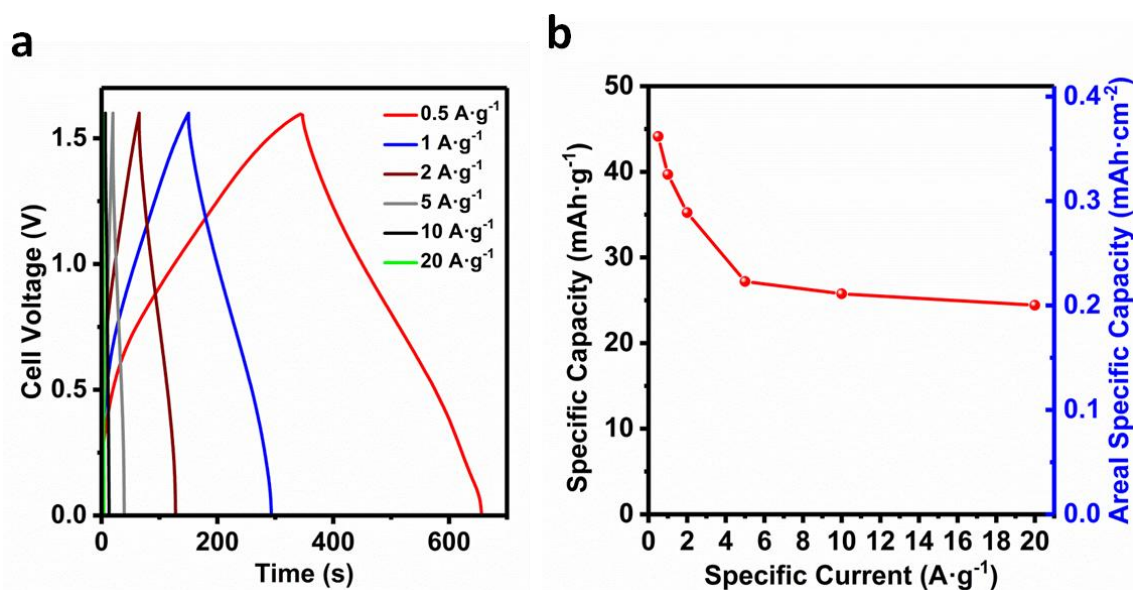 a
Cell Voltage (V)
1.5
1.0
0.5
0.0
0.5 A·g⁻¹
1 A·g⁻¹
2 A·g⁻¹
5 A·g⁻¹
10 A·g⁻¹
20 A·g⁻¹
0 200 400 600
Time (s)
b
Specific Capacity (mAh·g⁻¹)
50
40
30
20
10
0
0 2 4 6 8 10 12 14 16 18 20
Specific Current (A·g⁻¹)
0.4
0.3
0.2
0.1
0.0
Areal Specific Capacity (mAh·cm⁻²)